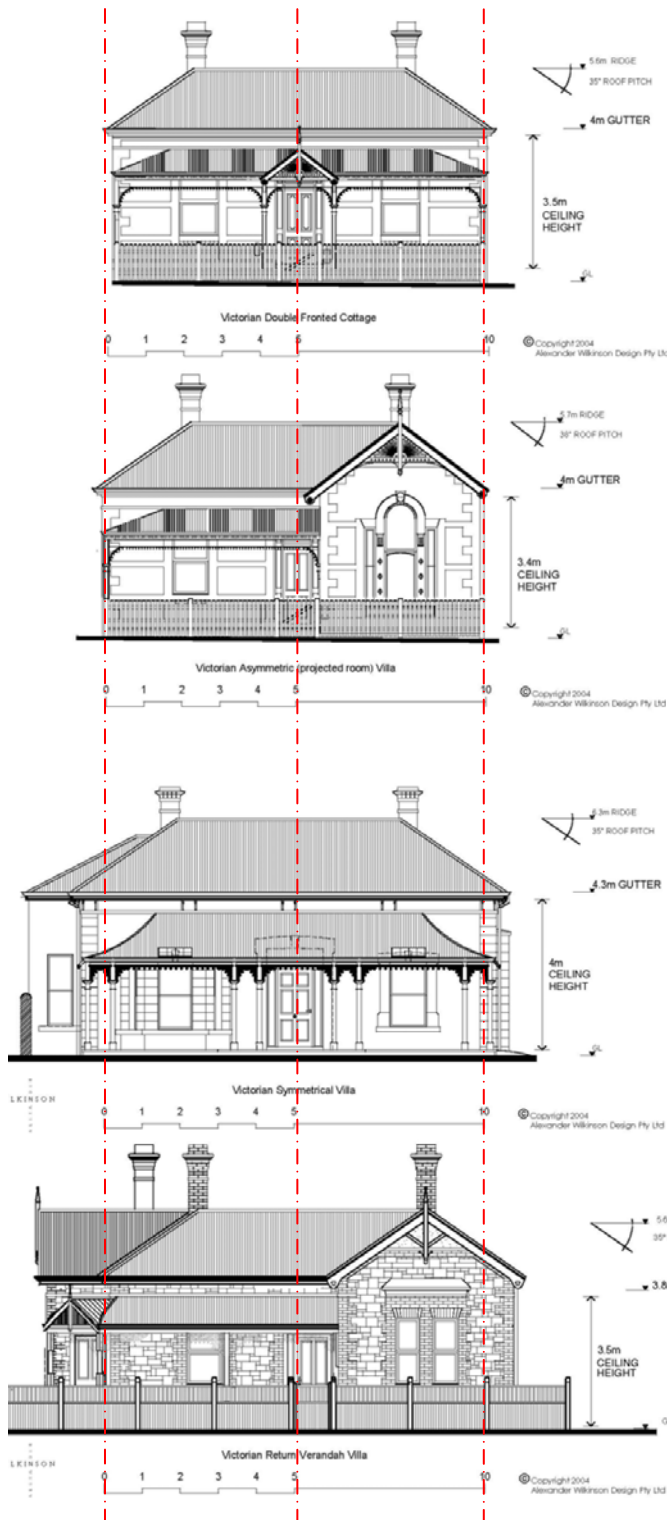 5.6m RIDGE
35° ROOF PITCH
4m GUTTER
3.5m
CEILING
HEIGHT
GL
Victorian Double Fronted Cottage
0 1 2 3 4 5 10
© Copyright 2004
Alexander Wilkinson Design Pty Ltd
5.7m RIDGE
36° ROOF PITCH
4m GUTTER
3.4m
CEILING
HEIGHT
GL
Victorian Asymmetric (projected room) Villa
0 1 2 3 4 5 10
© Copyright 2004
Alexander Wilkinson Design Pty Ltd
6.3m RIDGE
35° ROOF PITCH
4.3m GUTTER
4m
CEILING
HEIGHT
GL
Victorian Symmetrical Villa
LKINSON
0 1 2 3 4 5 10
© Copyright 2004
Alexander Wilkinson Design Pty Ltd
5.6
35°
3.8
3.5m
CEILING
HEIGHT
G
Victorian Return Verandah Villa
LKINSON
0 1 2 3 4 5 10
© Copyright 2004
Alexander Wilkinson Design Pty Ltd